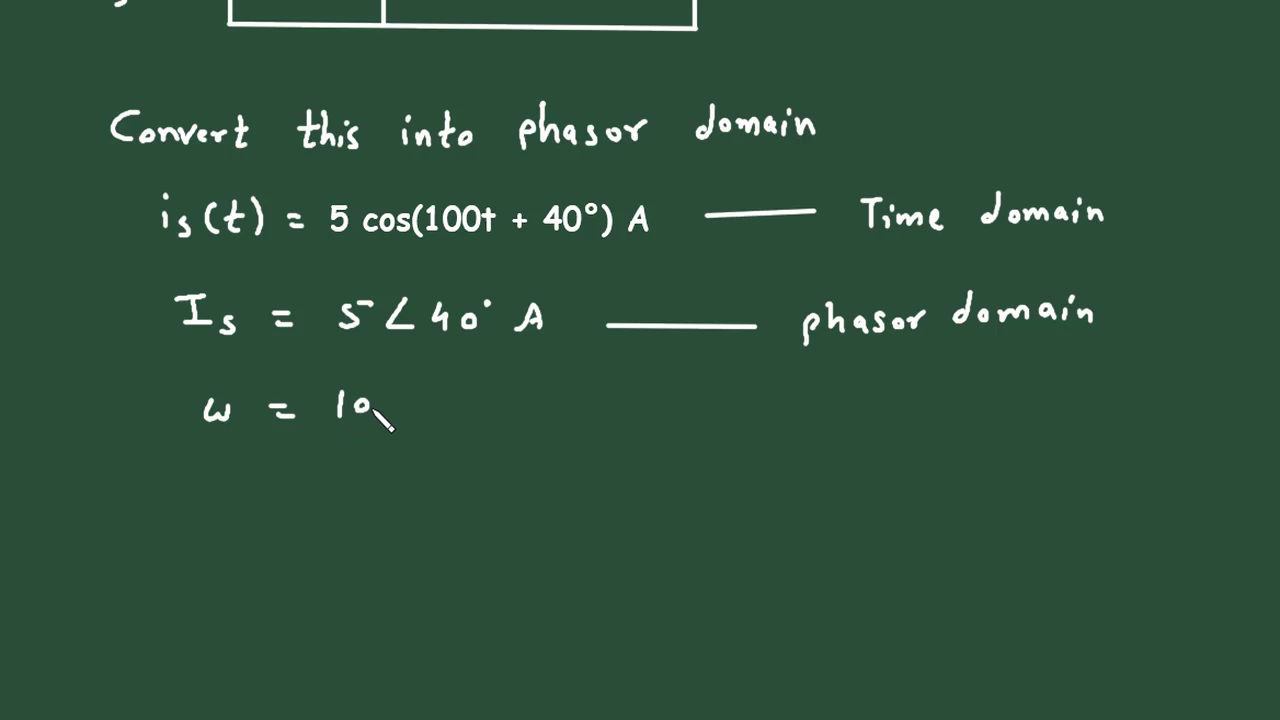 Convert this into phasor domain
is(t) = 5 cos(100t + 40°) A —— Time domain
Is = 5∠40° A —— phasor domain
ω = 10